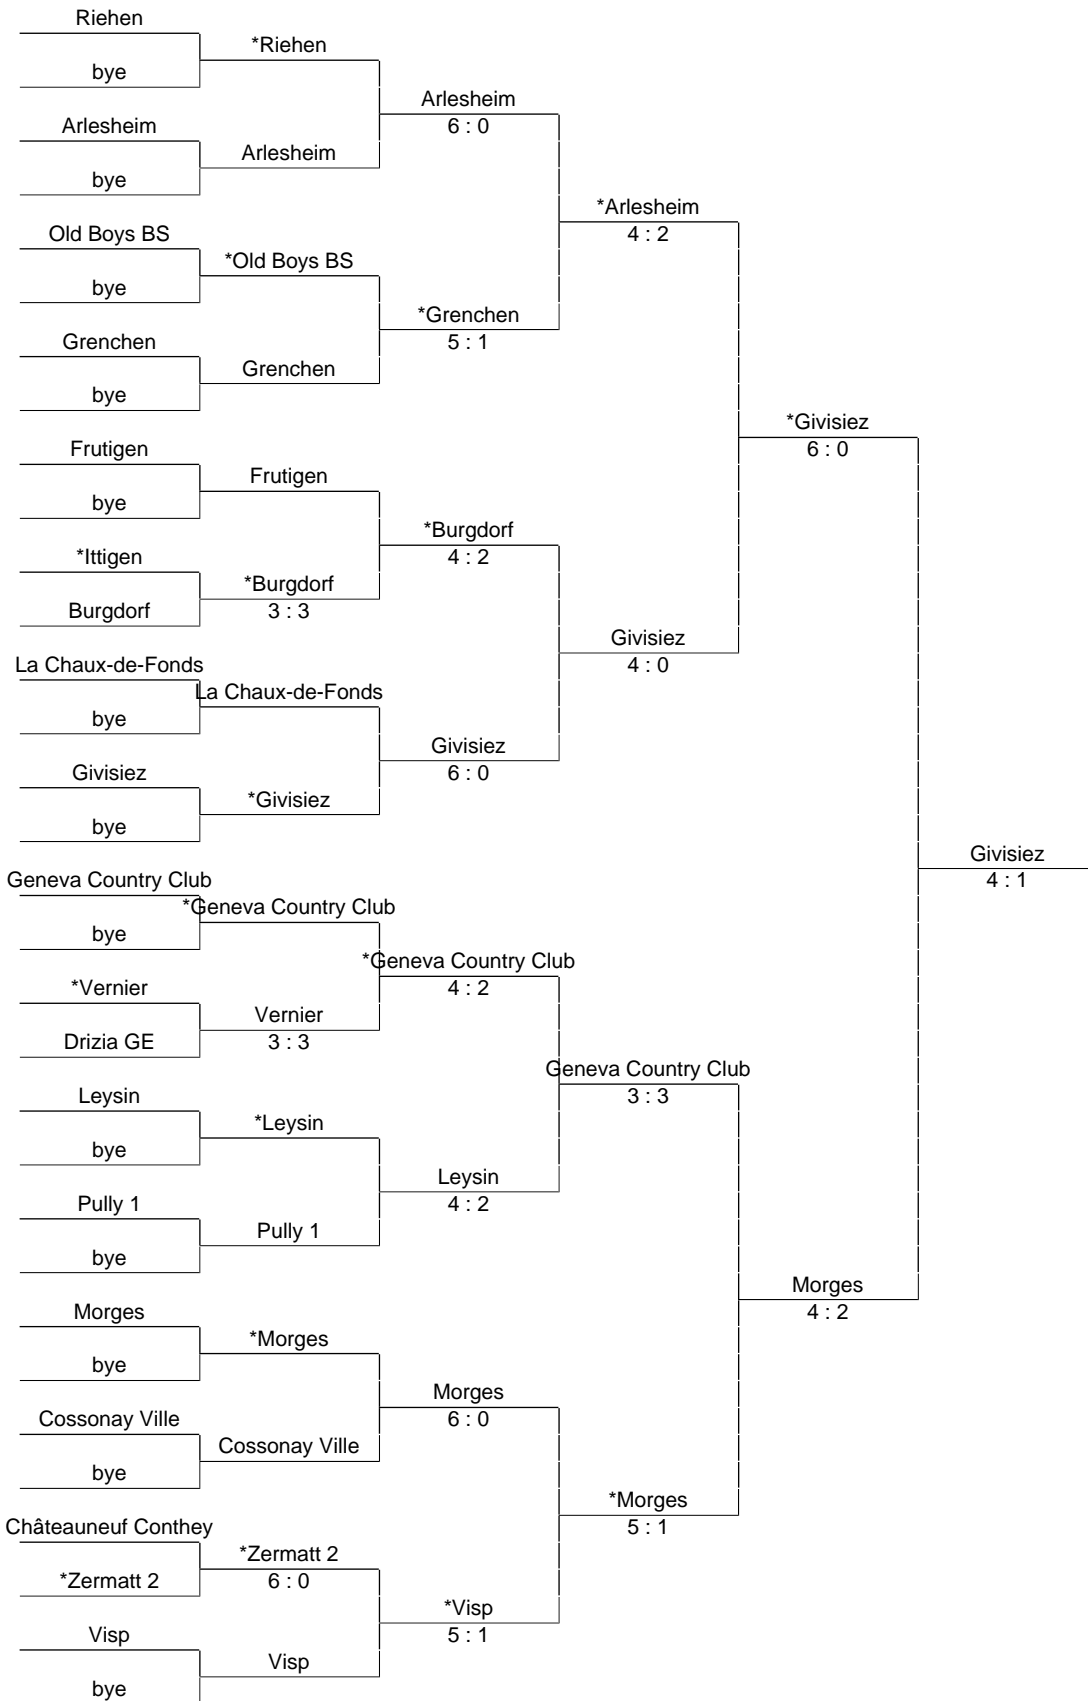 Riehen
*Riehen
bye
Arlesheim
6 : 0
Arlesheim
Arlesheim
bye
*Arlesheim
4 : 2
Old Boys BS
*Old Boys BS
bye
*Grenchen
5 : 1
Grenchen
Grenchen
bye
*Givisiez
6 : 0
Frutigen
Frutigen
bye
*Burgdorf
4 : 2
*Ittigen
*Burgdorf
3 : 3
Burgdorf
Givisiez
4 : 0
La Chaux-de-Fonds
La Chaux-de-Fonds
bye
Givisiez
6 : 0
Givisiez
*Givisiez
bye
Givisiez
4 : 1
Geneva Country Club
*Geneva Country Club
bye
*Geneva Country Club
4 : 2
*Vernier
Vernier
3 : 3
Drizia GE
Geneva Country Club
3 : 3
Leysin
*Leysin
bye
Leysin
4 : 2
Pully 1
Pully 1
bye
Morges
4 : 2
Morges
*Morges
bye
Morges
6 : 0
Cossonay Ville
Cossonay Ville
bye
*Morges
5 : 1
Châteauneuf Conthey
*Zermatt 2
6 : 0
*Zermatt 2
*Visp
5 : 1
Visp
Visp
bye